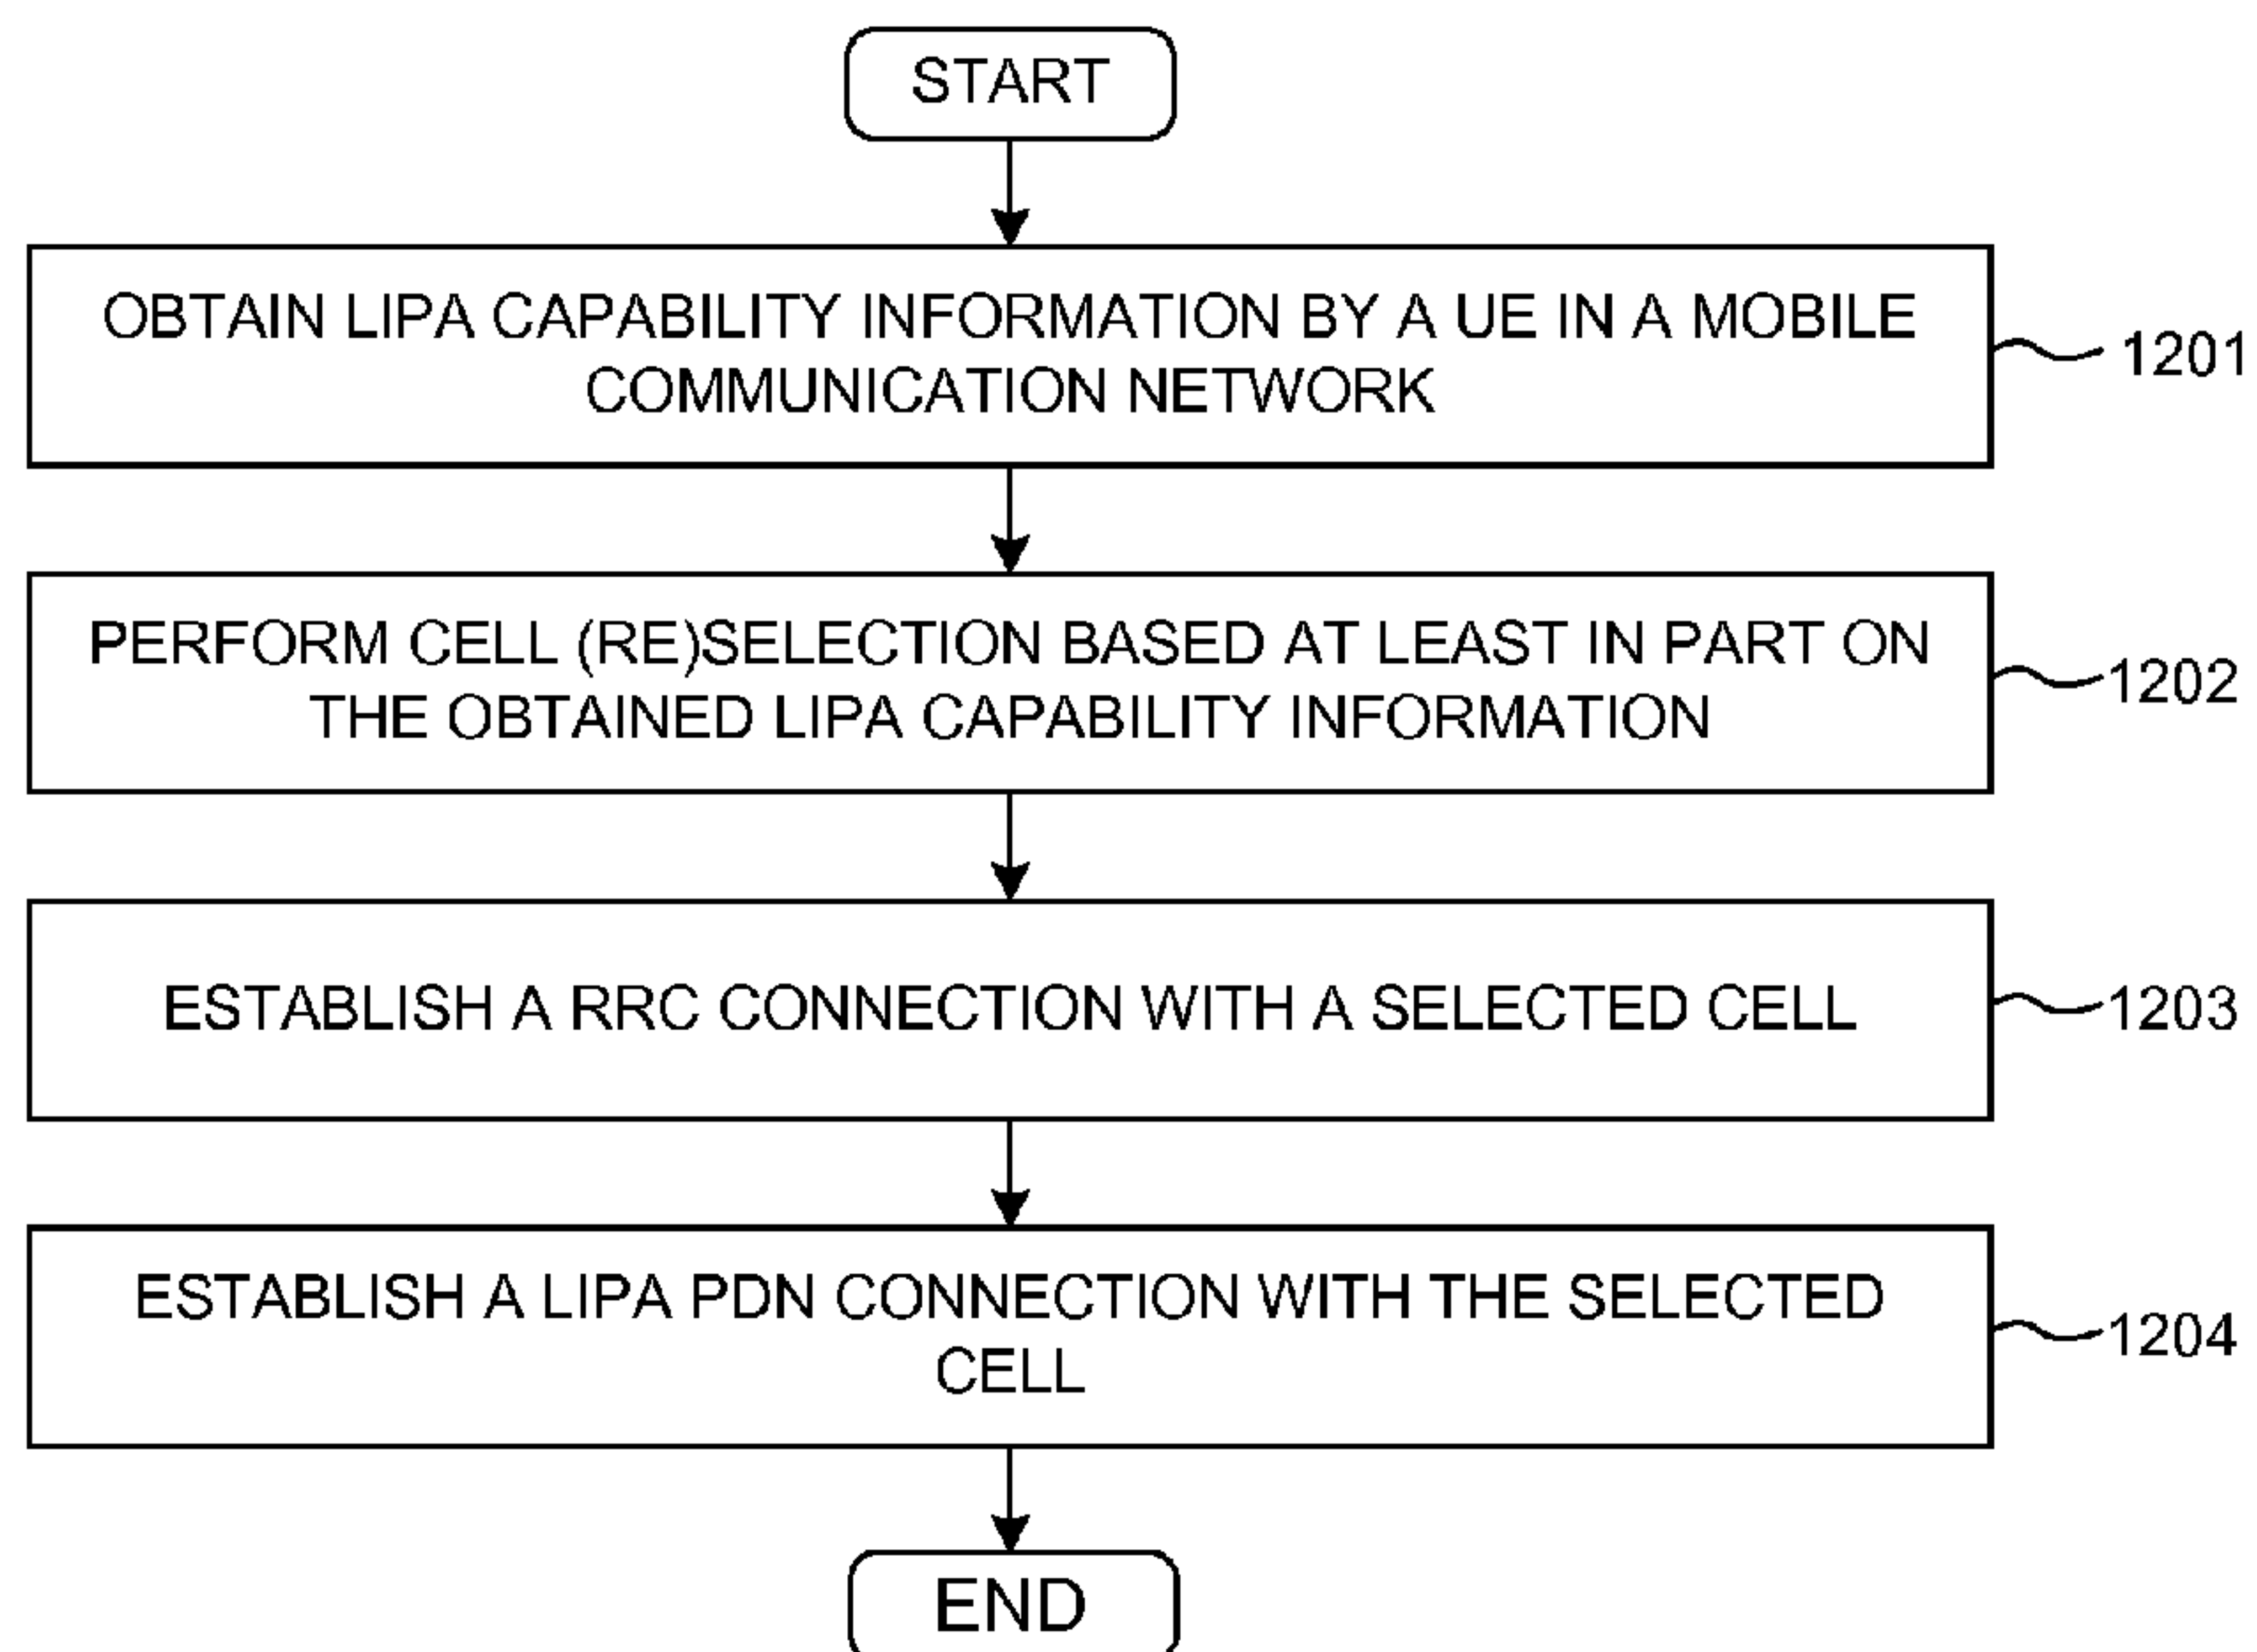 START
OBTAIN LIPA CAPABILITY INFORMATION BY A UE IN A MOBILE
COMMUNICATION NETWORK
1201
PERFORM CELL (RE)SELECTION BASED AT LEAST IN PART ON
THE OBTAINED LIPA CAPABILITY INFORMATION
1202
ESTABLISH A RRC CONNECTION WITH A SELECTED CELL
1203
ESTABLISH A LIPA PDN CONNECTION WITH THE SELECTED
CELL
1204
END